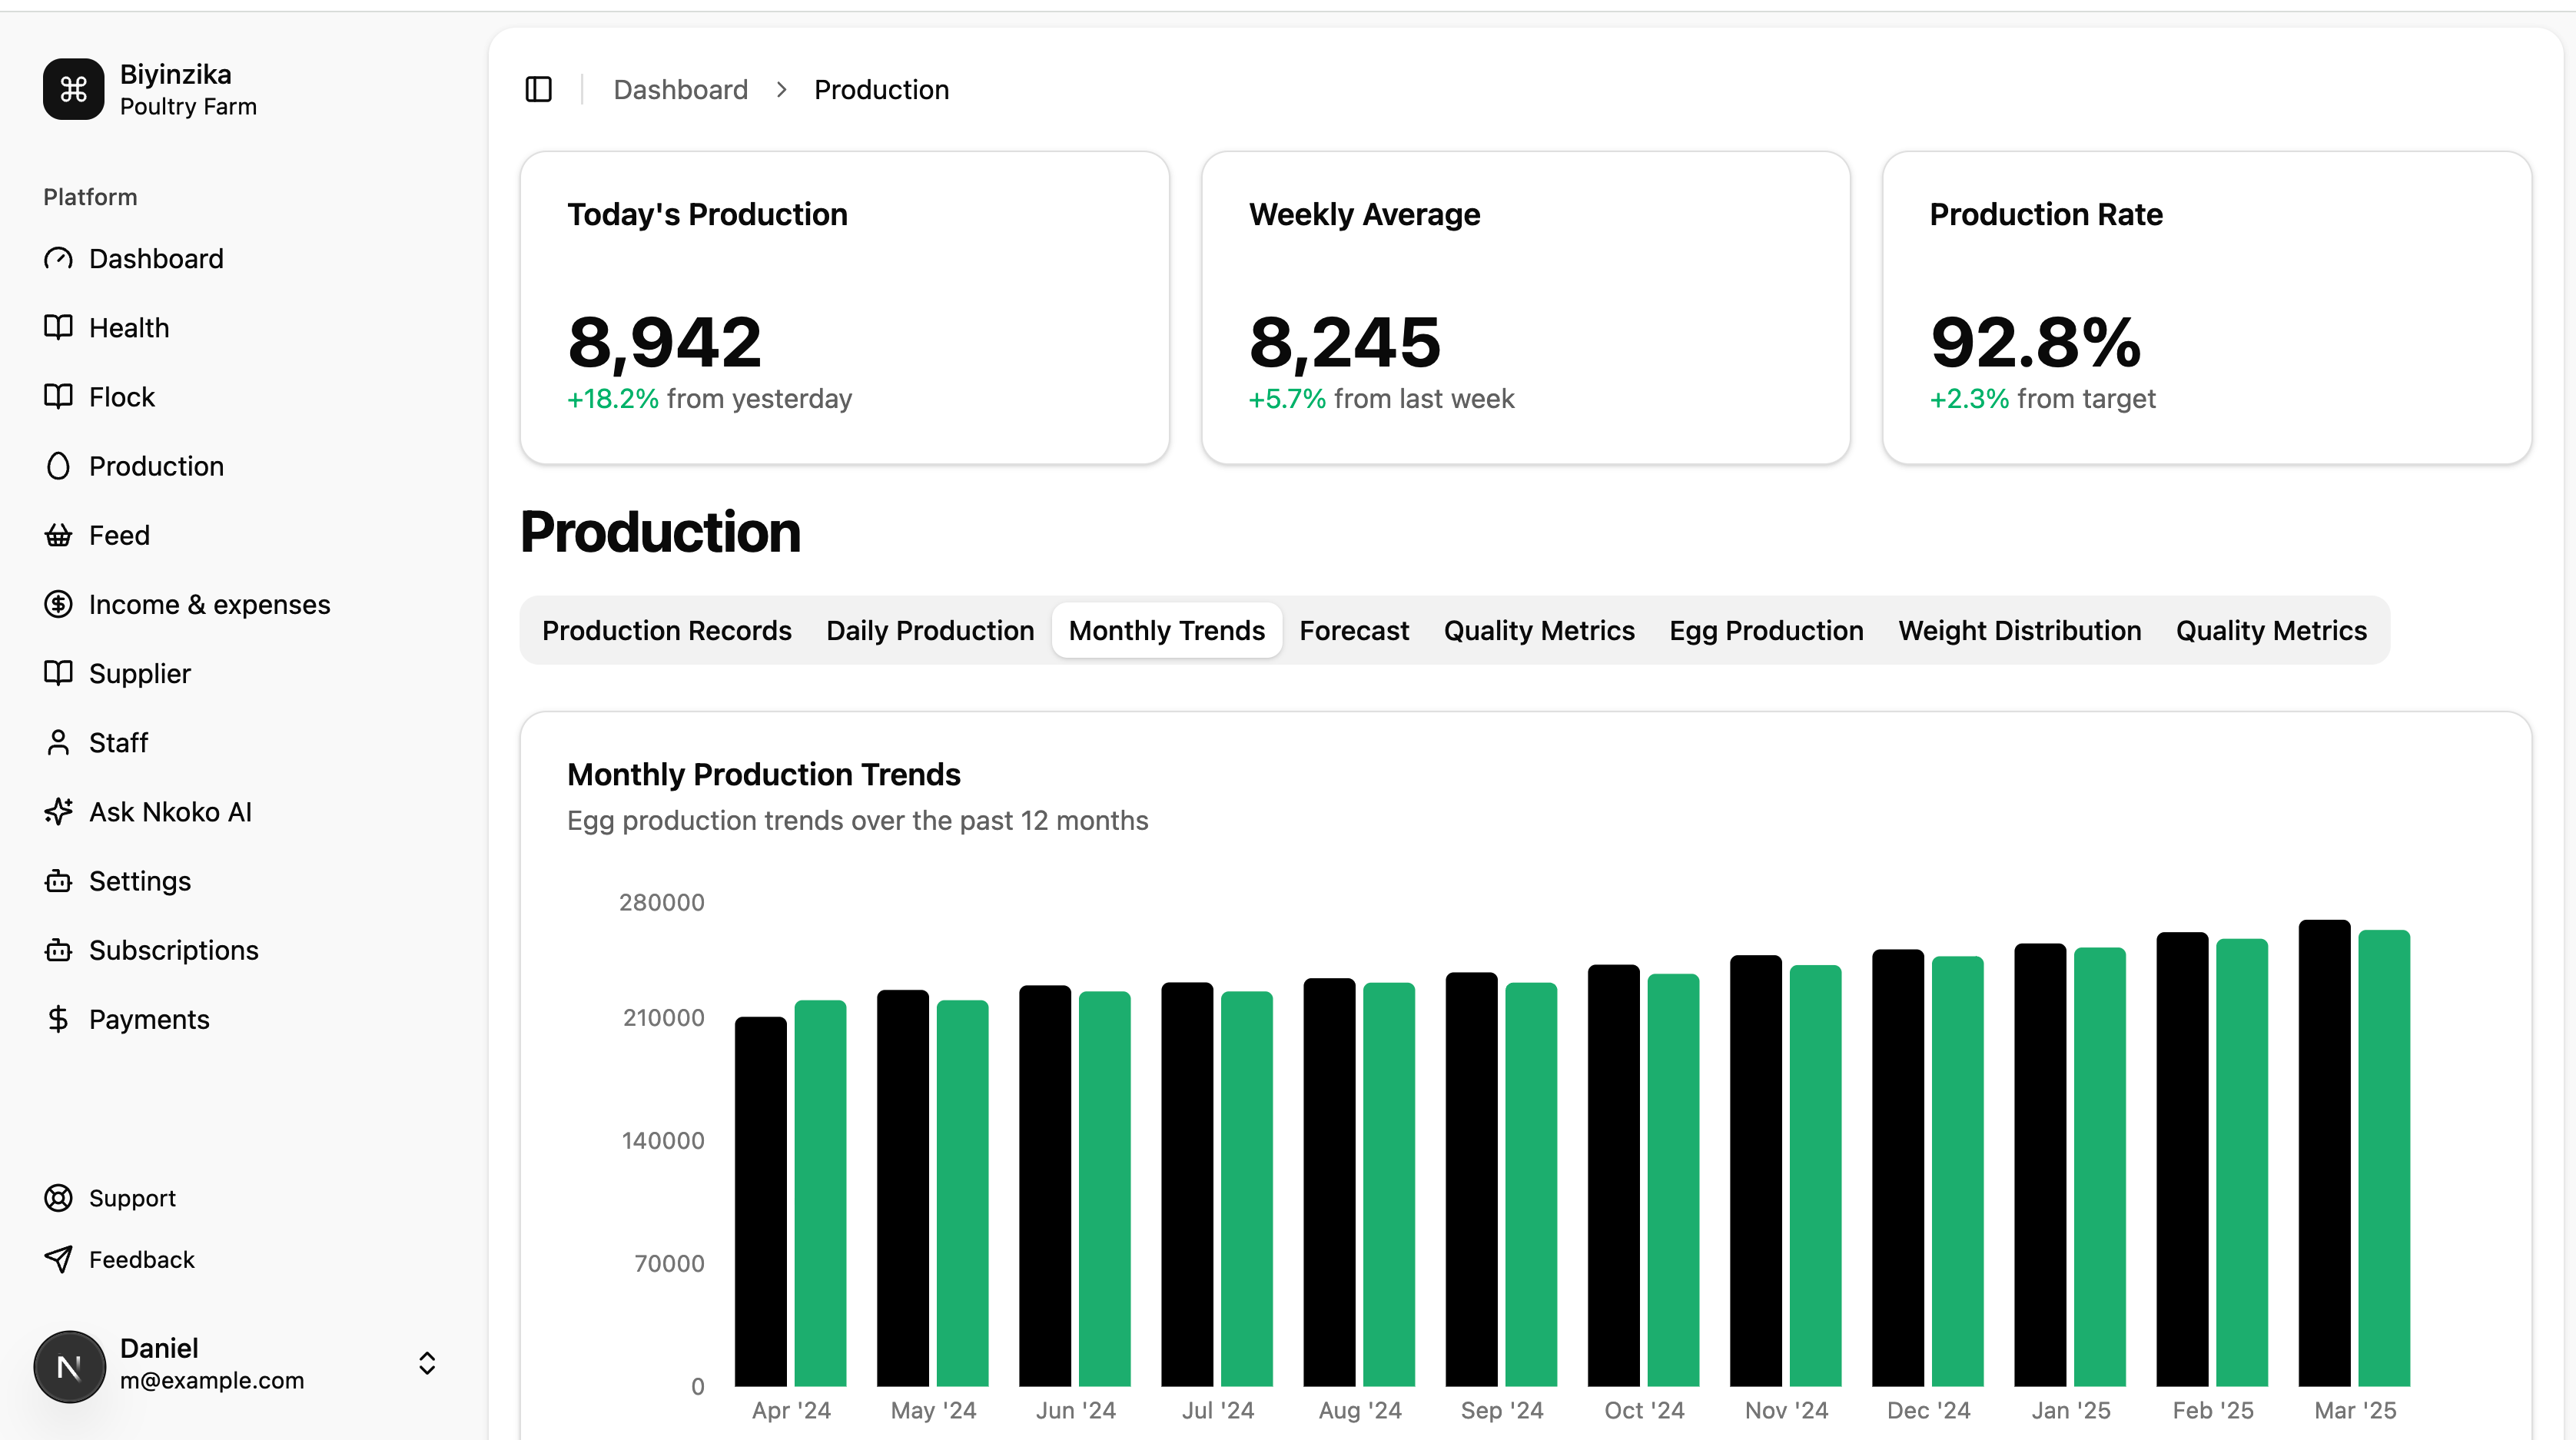 Biyinzika
Poultry Farm
Platform
Dashboard
Health
Flock
Production
Feed
Income & expenses
Supplier
Staff
Ask Nkoko AI
Settings
Subscriptions
Payments
Support
Feedback
N
Daniel
m@example.com
Dashboard > Production
Today's Production
8,942
+18.2% from yesterday
Weekly Average
8,245
+5.7% from last week
Production Rate
92.8%
+2.3% from target
Production
Production Records Daily Production Monthly Trends Forecast Quality Metrics Egg Production Weight Distribution Quality Metrics
Monthly Production Trends
Egg production trends over the past 12 months
280000
210000
140000
70000
0
Apr '24 May '24 Jun '24 Jul '24 Aug '24 Sep '24 Oct '24 Nov '24 Dec '24 Jan '25 Feb '25 Mar '25